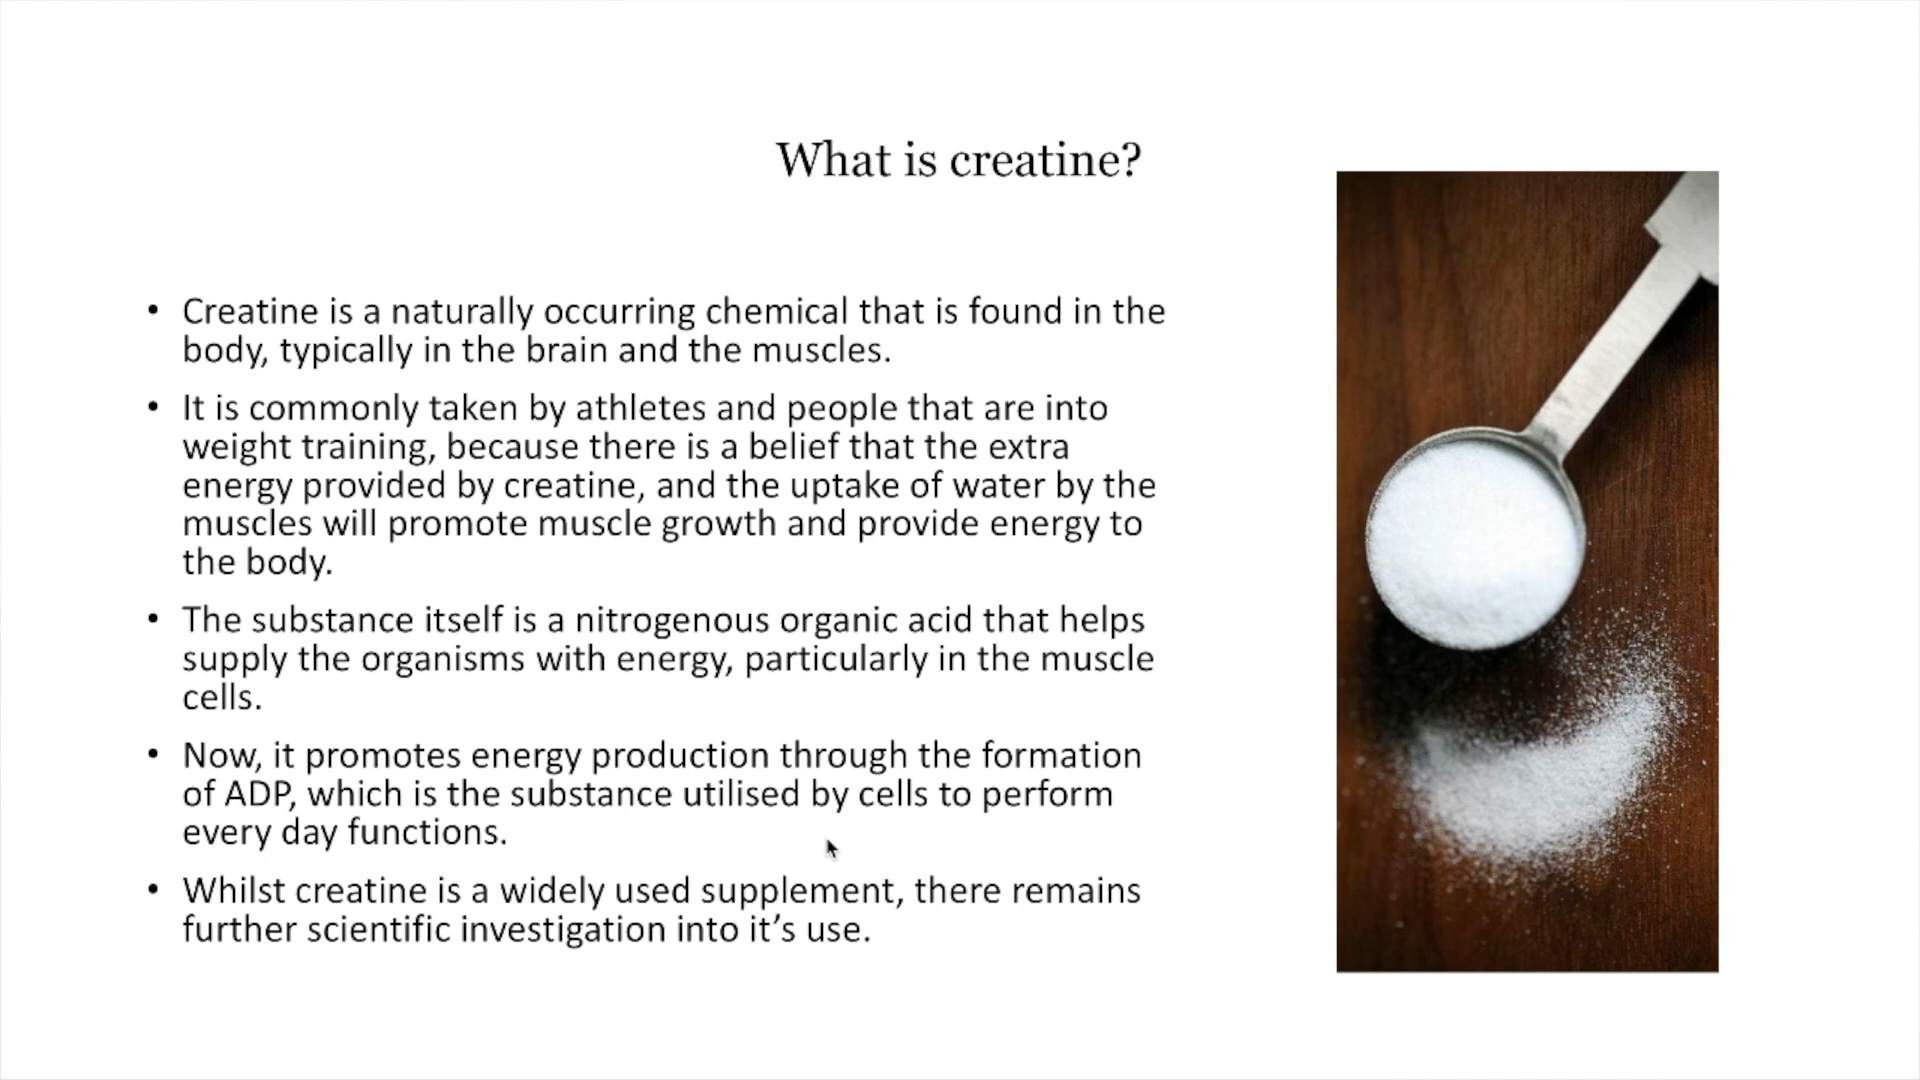 What is creatine?
• Creatine is a naturally occurring chemical that is found in the
body, typically in the brain and the muscles.
• It is commonly taken by athletes and people that are into
weight training, because there is a belief that the extra
energy provided by creatine, and the uptake of water by the
muscles will promote muscle growth and provide energy to
the body.
• The substance itself is a nitrogenous organic acid that helps
supply the organisms with energy, particularly in the muscle
cells.
• Now, it promotes energy production through the formation
of ADP, which is the substance utilised by cells to perform
every day functions.
• Whilst creatine is a widely used supplement, there remains
further scientific investigation into it’s use.